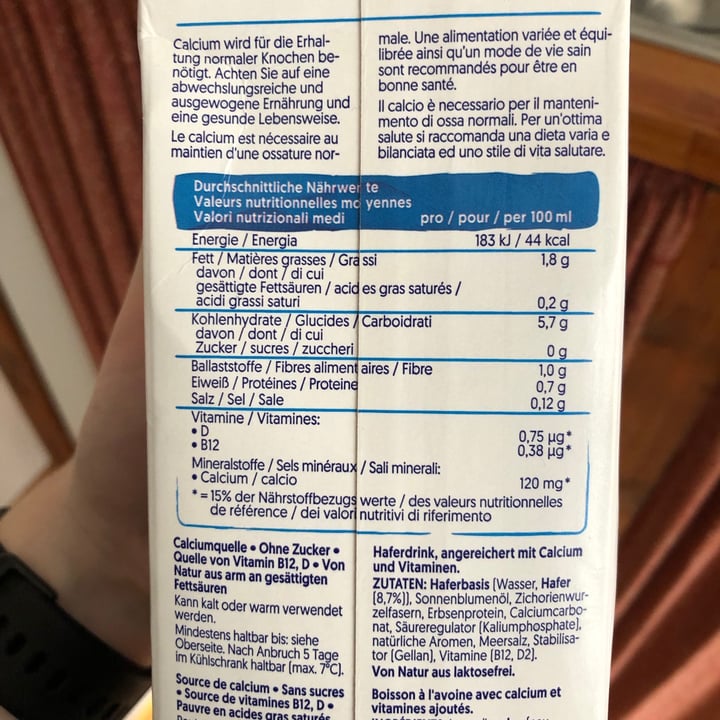 Calcium wird für die Erhal-
tung normaler Knochen be-
nötigt. Achten Sie auf eine
abwechslungsreiche und
ausgewogene Ernährung und
eine gesunde Lebensweise.
Le calcium est nécessaire au
maintien d'une ossature nor-
male. Une alimentation variée et équi-
librée ainsi qu'un mode de vie sain
sont recommandés pour être en
bonne santé.
Il calcio è necessario per il manteni-
mento di ossa normali. Per un'ottima
salute si raccomanda una dieta varia e
bilanciata ed uno stile di vita salutare.
Durchschnittliche Nährwerte
Valeurs nutritionnelles moyennes
Valori nutrizionali medi pro / pour / per 100 ml
Energie / Energia 183 kJ / 44 kcal
Fett / Matières grasses / Grassi 1,8 g
davon / dont / di cui
gesättigte Fettsäuren / acides gras saturés /
acidi grassi saturi 0,2 g
Kohlenhydrate / Glucides / Carboidrati 5,7 g
davon / dont / di cui
Zucker / sucres / zuccheri 0 g
Ballaststoffe / Fibres alimentaires / Fibre 1,0 g
Eiweiß / Protéines / Proteine 0,7 g
Salz / Sel / Sale 0,12 g
Vitamine / Vitamines:
• D 0,75 µg*
• B12 0,38 µg*
Mineralstoffe / Sels minéraux / Sali minerali:
• Calcium / calcio 120 mg*
* = 15% der Nährstoffbezugswerte / des valeurs nutritionnelles
de référence / dei valori nutritivi di riferimento
Calciumquelle • Ohne Zucker •
Quelle von Vitamin B12, D • Von
Natur aus arm an gesättigten
Fettsäuren
Kann kalt oder warm verwendet
werden.
Mindestens haltbar bis: siehe
Oberseite. Nach Anbruch 5 Tage
im Kühlschrank haltbar (max. 7°C).
Source de calcium • Sans sucres
• Source de vitamines B12, D •
Pauvre en acides gras saturés
Haferdrink, angereichert mit Calcium
und Vitaminen.
ZUTATEN: Haferbasis (Wasser, Hafer
(8,7%)), Sonnenblumenöl, Zichorienwur-
zelfasern, Erbsenprotein, Calciumcarbo-
nat, Säureregulator (Kaliumphosphate),
natürliche Aromen, Meersalz, Stabilisa-
tor (Gellan), Vitamine (B12, D2).
Von Natur aus laktosefrei.
Boisson à l'avoine avec calcium et
vitamines ajoutés.